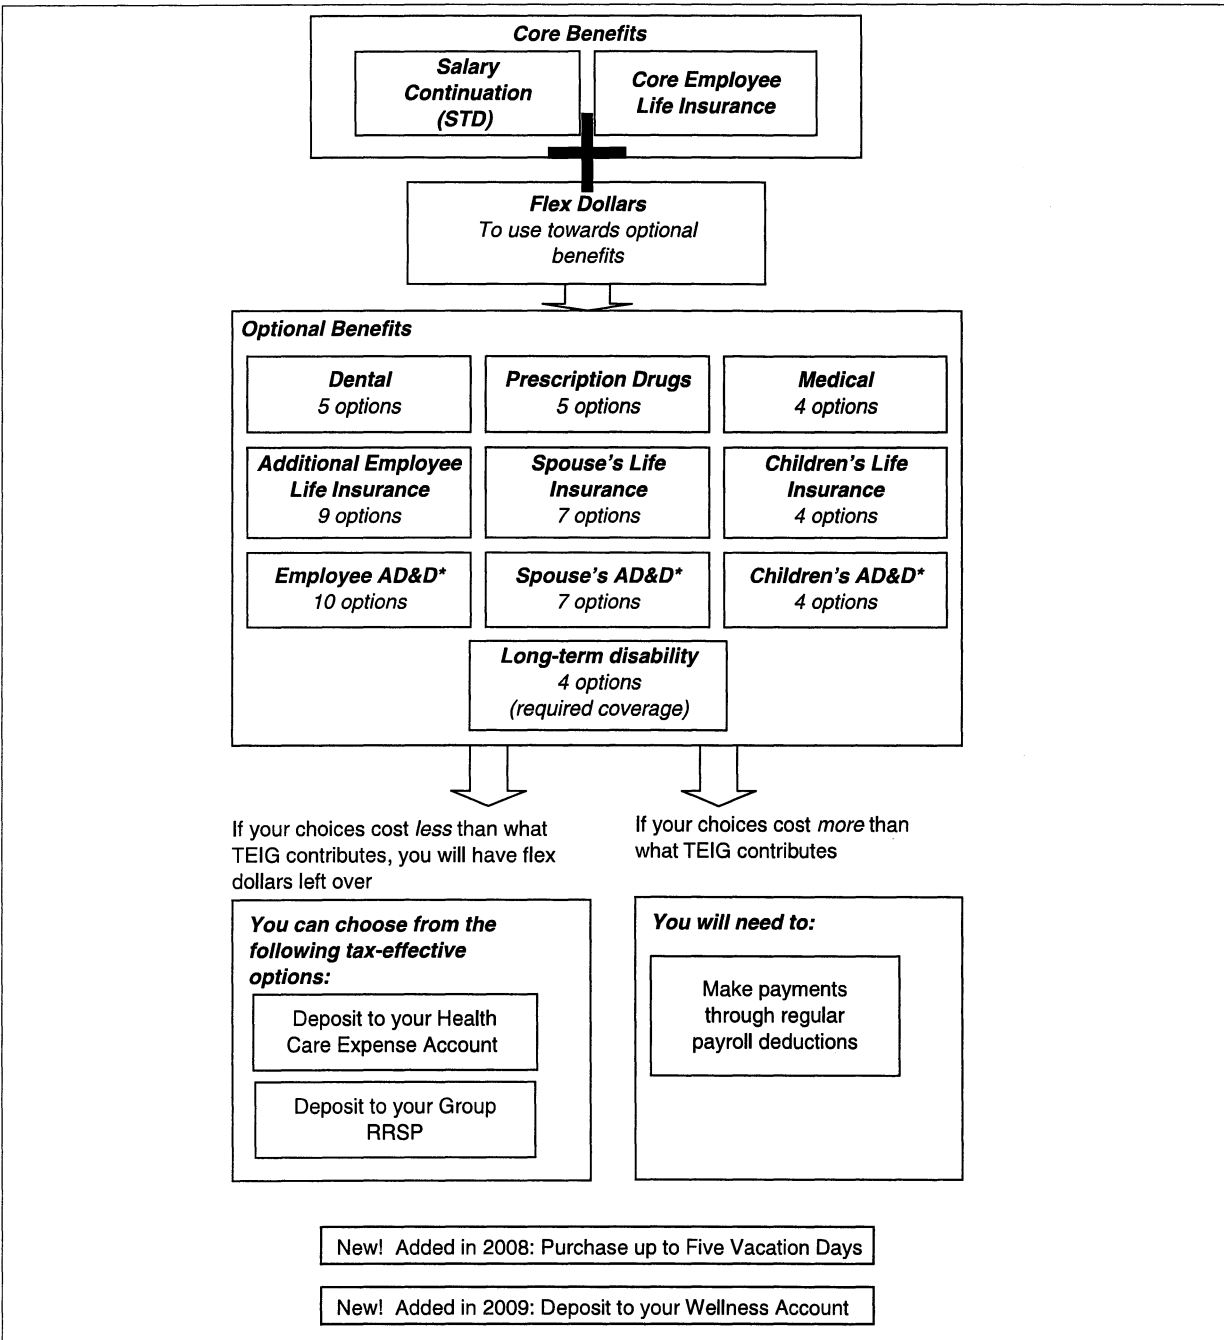 Core Benefits
Salary
Continuation
(STD)
Core Employee
Life Insurance
Flex Dollars
To use towards optional
benefits
Optional Benefits
Dental
5 options
Prescription Drugs
5 options
Medical
4 options
Additional Employee
Life Insurance
9 options
Spouse's Life
Insurance
7 options
Children's Life
Insurance
4 options
Employee AD&D*
10 options
Spouse's AD&D*
7 options
Children's AD&D*
4 options
Long-term disability
4 options
(required coverage)
If your choices cost less than what
TEIG contributes, you will have flex
dollars left over
You can choose from the
following tax-effective
options:
Deposit to your Health
Care Expense Account
Deposit to your Group
RRSP
If your choices cost more than
what TEIG contributes
You will need to:
Make payments
through regular
payroll deductions
New! Added in 2008: Purchase up to Five Vacation Days
New! Added in 2009: Deposit to your Wellness Account